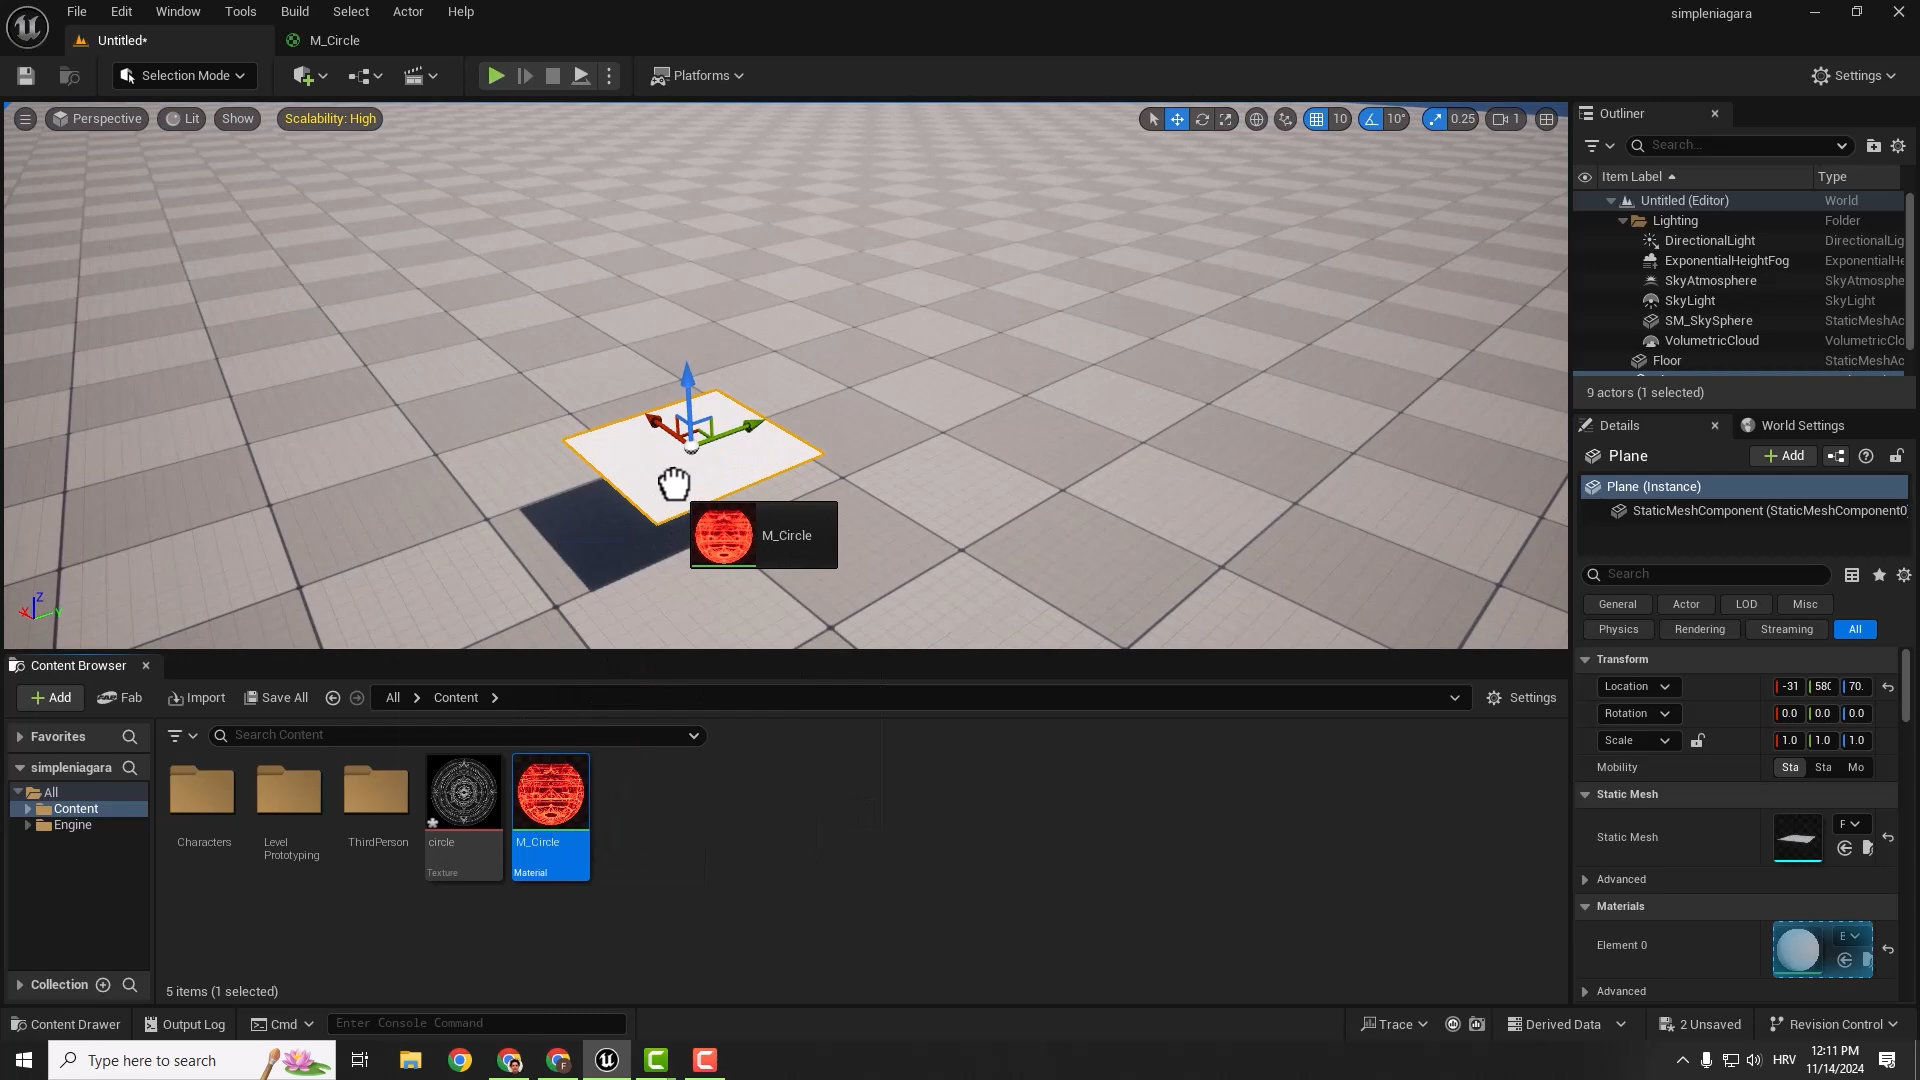 File Edit Window Tools Build Select Actor Help
simpleniagara
Untitled*
M_Circle
Selection Mode
Platforms
Settings
Perspective
Lit
Show
Scalability: High
10
10°
0.25
1
Outliner
Search...
Item Label
Type
Untitled (Editor)
World
Lighting
Folder
DirectionalLight
DirectionalLig
ExponentialHeightFog
ExponentialHe
SkyAtmosphere
SkyAtmosphe
SkyLight
SkyLight
SM_SkySphere
StaticMeshAc
VolumetricCloud
VolumetricClo
Floor
StaticMeshAc
9 actors (1 selected)
Details
World Settings
Plane
Add
Plane (Instance)
StaticMeshComponent (StaticMeshComponent0)
Search
General
Actor
LOD
Misc
Physics
Rendering
Streaming
All
Transform
Location
-31
580
70.
Rotation
0.0
0.0
0.0
Scale
1.0
1.0
1.0
Mobility
Sta
Sta
Mo
Static Mesh
Static Mesh
Advanced
Materials
Element 0
Advanced
M_Circle
X
Y
Z
Content Browser
Add
Fab
Import
Save All
All
Content
Settings
Favorites
Search Content
simpleniagara
All
Content
Engine
Characters
Level
Prototyping
ThirdPerson
circle
Texture
M_Circle
Material
Collection
5 items (1 selected)
Content Drawer
Output Log
Cmd
Enter Console Command
Trace
Derived Data
2 Unsaved
Revision Control
Type here to search
HRV
12:11 PM
11/14/2024